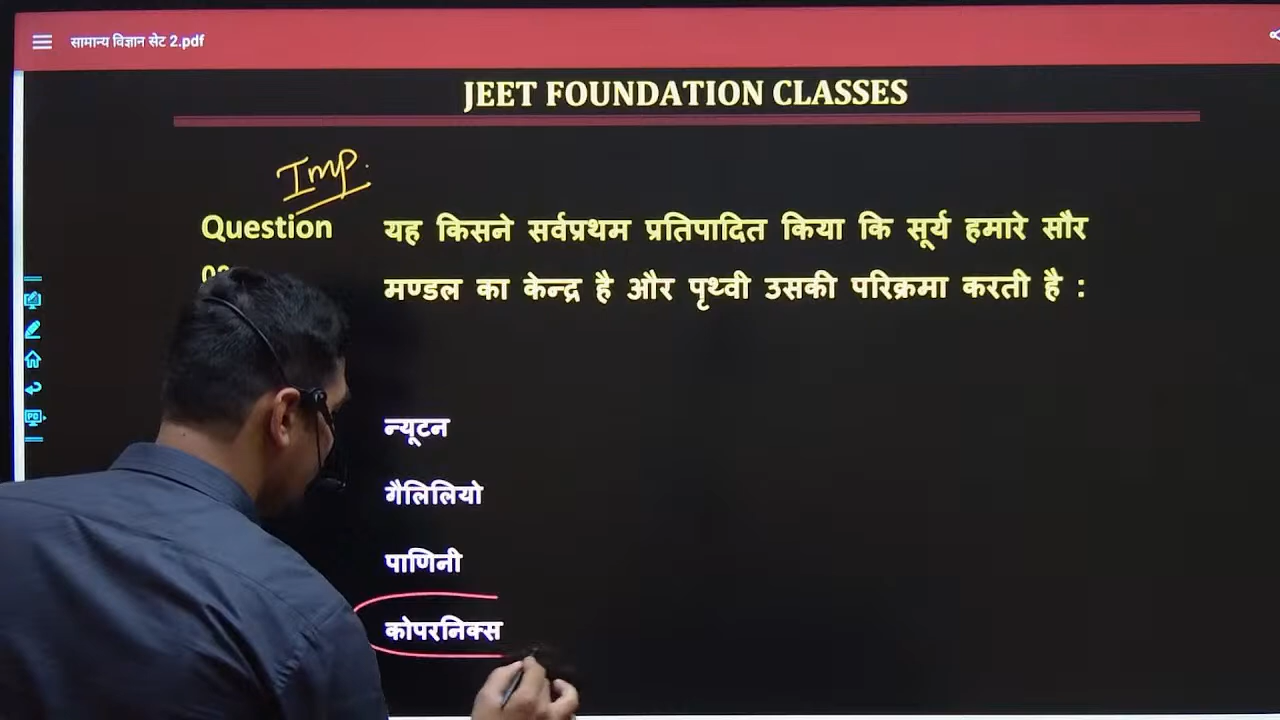 सामान्य विज्ञान सेट 2.pdf
JEET FOUNDATION CLASSES
Imp.
Question यह किसने सर्वप्रथम प्रतिपादित किया कि सूर्य हमारे सौर
मण्डल का केन्द्र है और पृथ्वी उसकी परिक्रमा करती है :
न्यूटन
गैलिलियो
पाणिनी
कोपरनिक्स